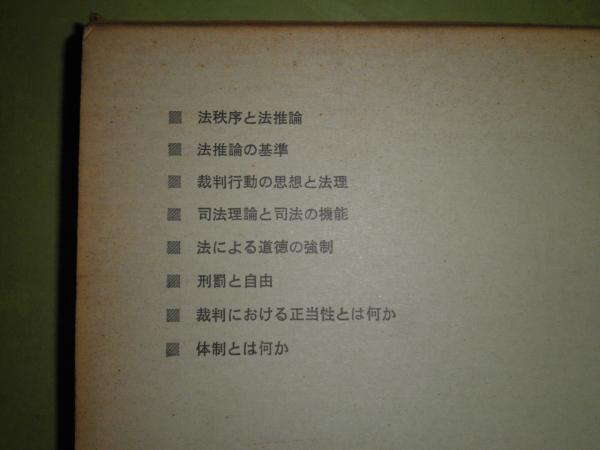 法秩序と法推論
法推論の基準
裁判行動の思想と法理
司法理論と司法の機能
法による道徳の強制
刑罰と自由
裁判における正当性とは何か
体制とは何か